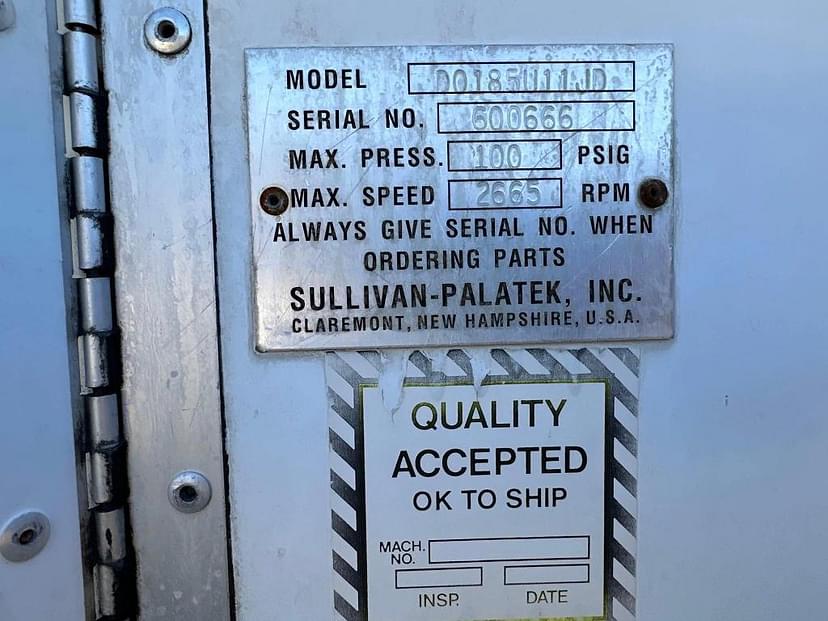 MODEL D0185U11JD
SERIAL NO. 600666
MAX. PRESS. 100 PSIG
MAX. SPEED 2665 RPM
ALWAYS GIVE SERIAL NO. WHEN
ORDERING PARTS
SULLIVAN-PALATEK, INC.
CLAREMONT, NEW HAMPSHIRE, U.S.A.
QUALITY
ACCEPTED
OK TO SHIP
MACH.
NO.
INSP. DATE